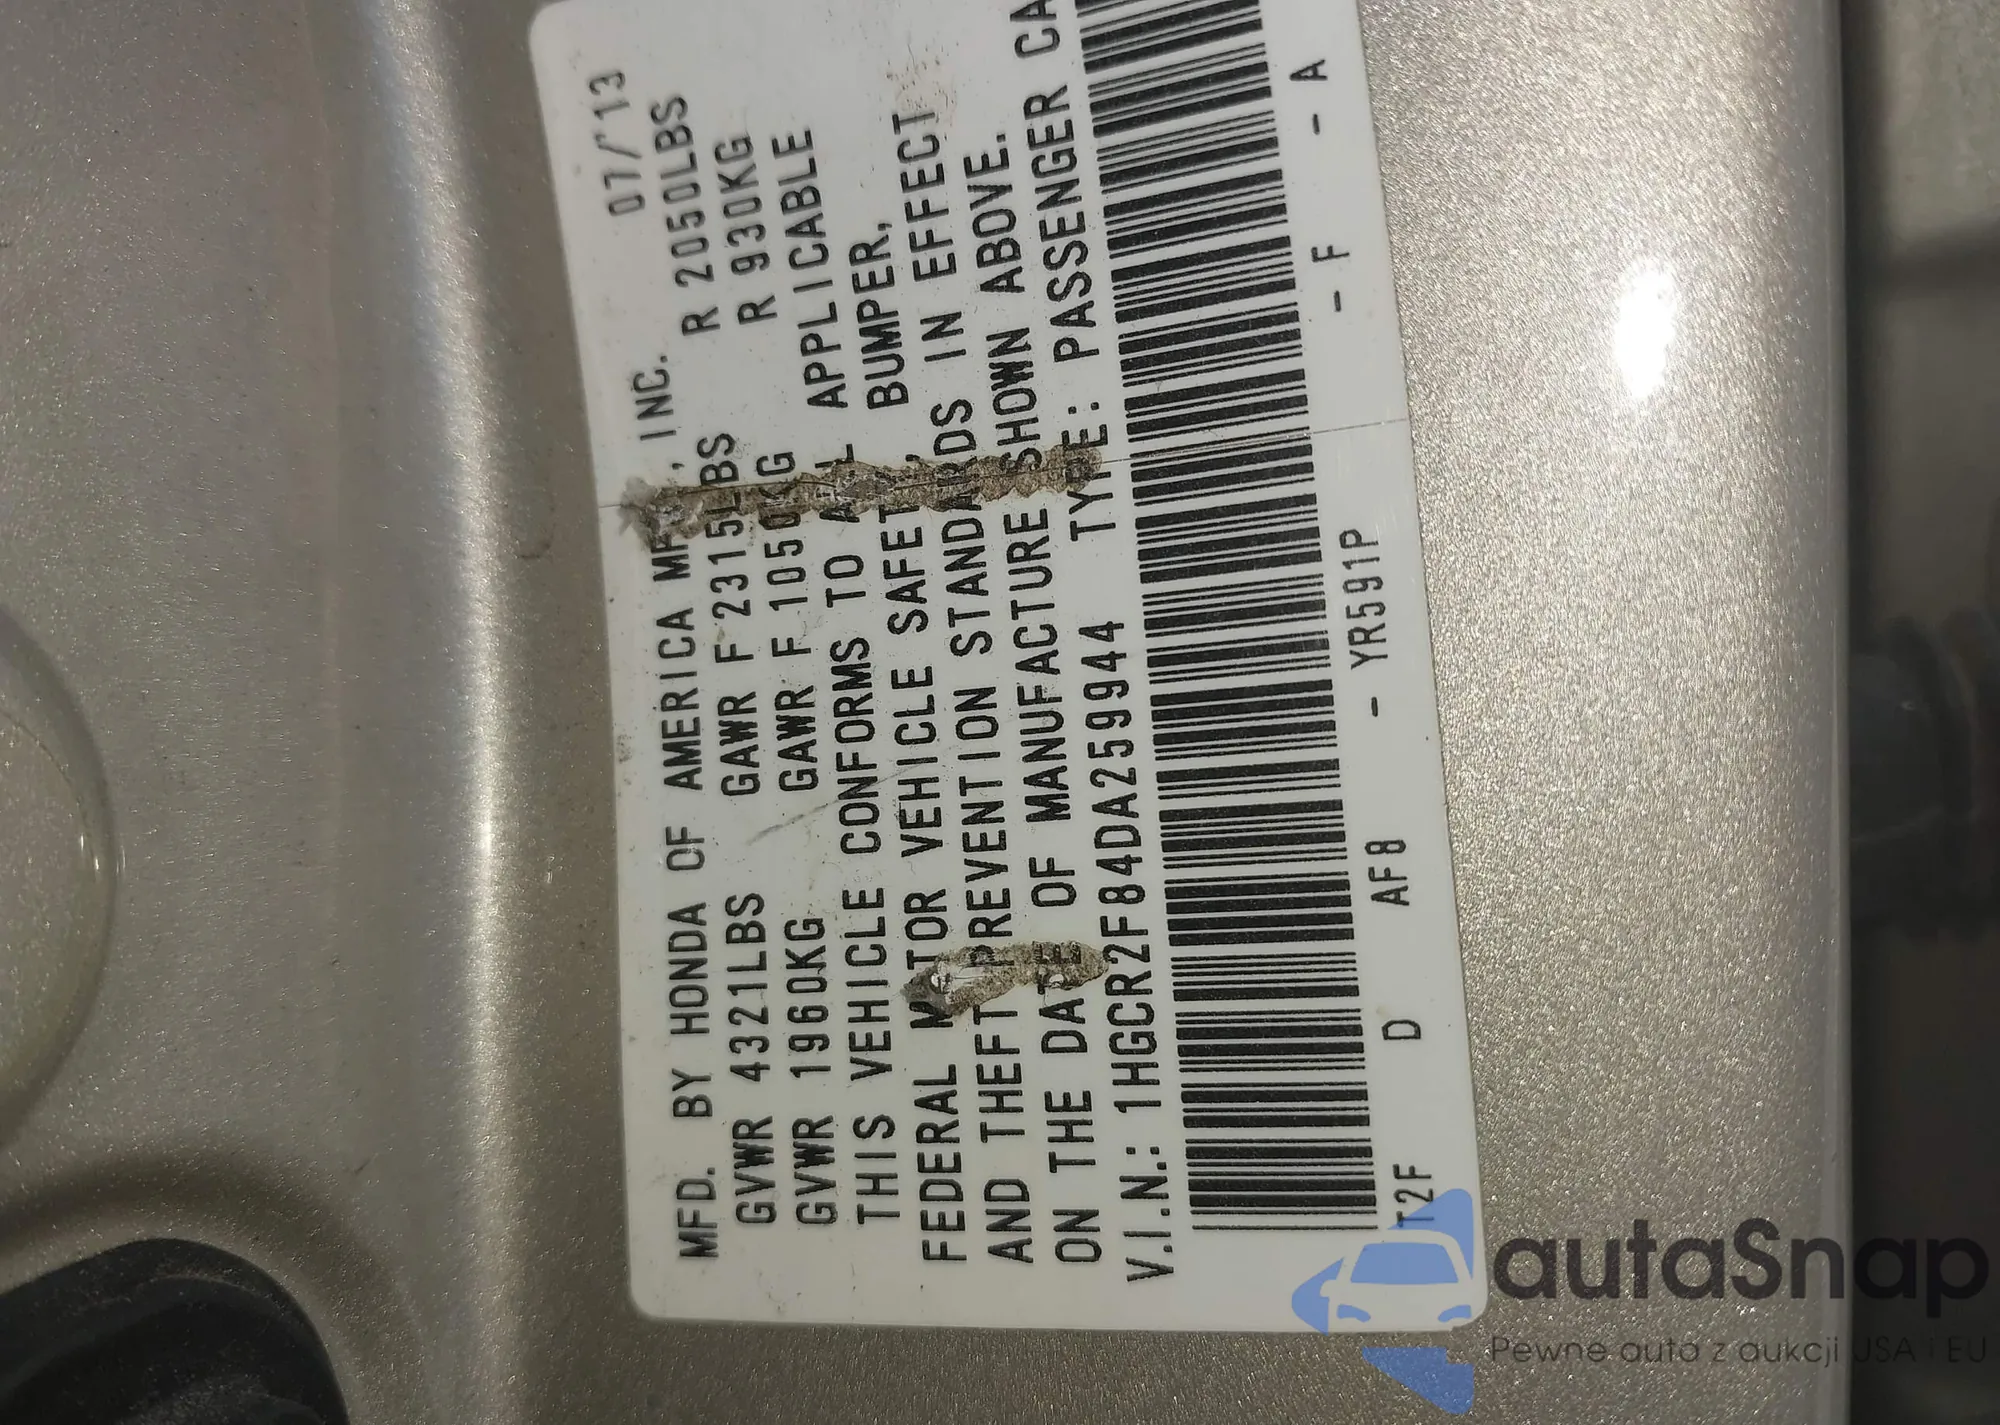 MFD. BY HONDA OF AMERICA MFG., INC. 07/'13
GVWR 4321LBS GAWR F 2315LBS R 2050LBS
GVWR 1960KG GAWR F 1050KG R 930KG
THIS VEHICLE CONFORMS TO ALL APPLICABLE
FEDERAL MOTOR VEHICLE SAFETY, BUMPER,
AND THEFT PREVENTION STANDARDS IN EFFECT
ON THE DATE OF MANUFACTURE SHOWN ABOVE.
V.I.N.: 1HGCR2F84DA259944 TYPE: PASSENGER CA
T2F D AF8 - YR591P - F - A
autaSnap
Pewne auta z aukcji USA i EU